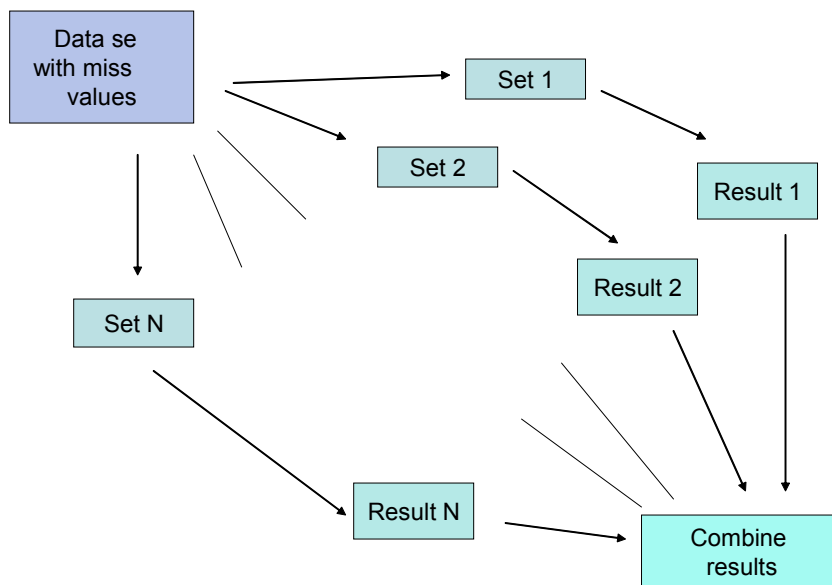 Data se
with miss
values
Set 1
Set 2
Result 1
Result 2
Set N
Result N
Combine
results